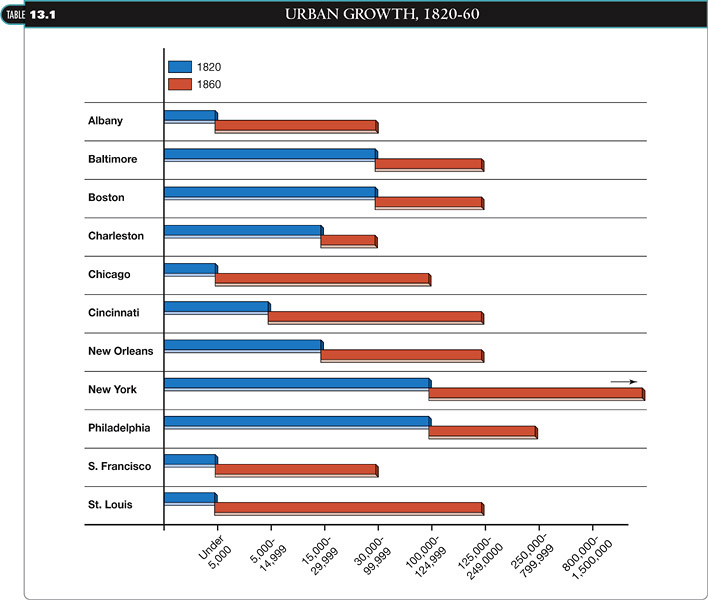 TABLE 13.1 URBAN GROWTH, 1820-60
1820
1860
Albany
Baltimore
Boston
Charleston
Chicago
Cincinnati
New Orleans
New York
Philadelphia
S. Francisco
St. Louis
Under
5,000
5,000-
14,999
15,000-
29,999
30,000-
99,999
100,000-
124,999
125,000-
249,0000
250,000-
799,999
800,000-
1,500,000